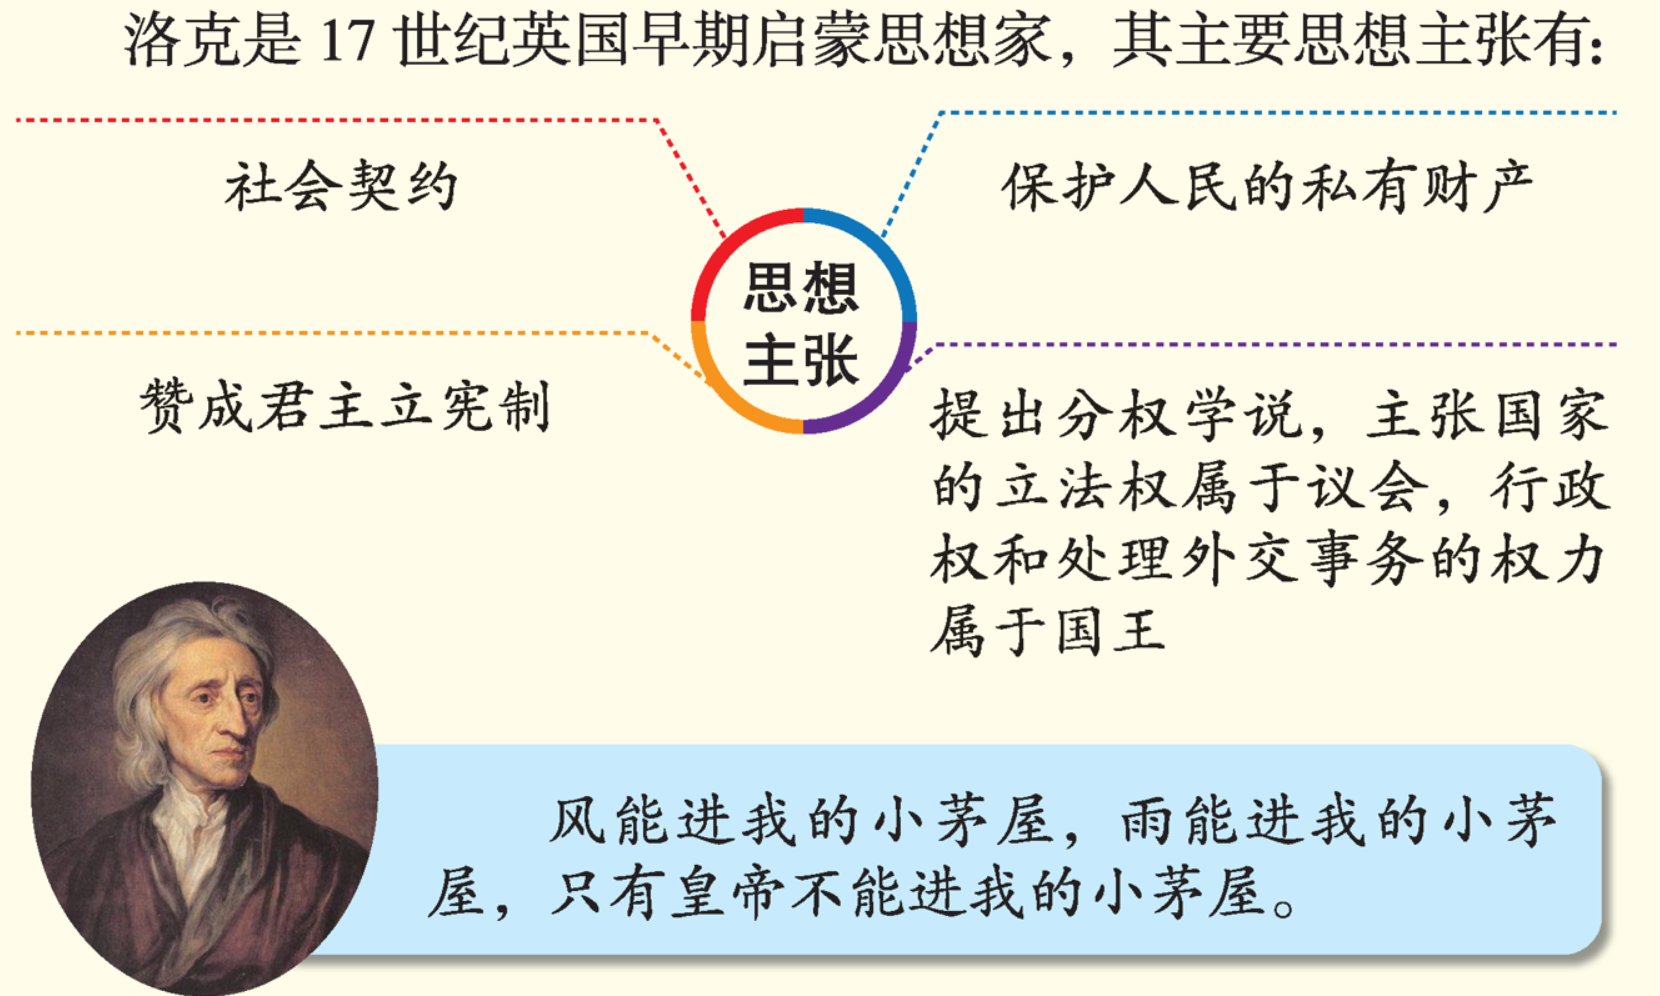 洛克是 17 世纪英国早期启蒙思想家，其主要思想主张有：
社会契约
保护人民的私有财产
思想
主张
赞成君主立宪制
提出分权学说，主张国家
的立法权属于议会，行政
权和处理外交事务的权力
属于国王
风能进我的小茅屋，雨能进我的小茅
屋，只有皇帝不能进我的小茅屋。